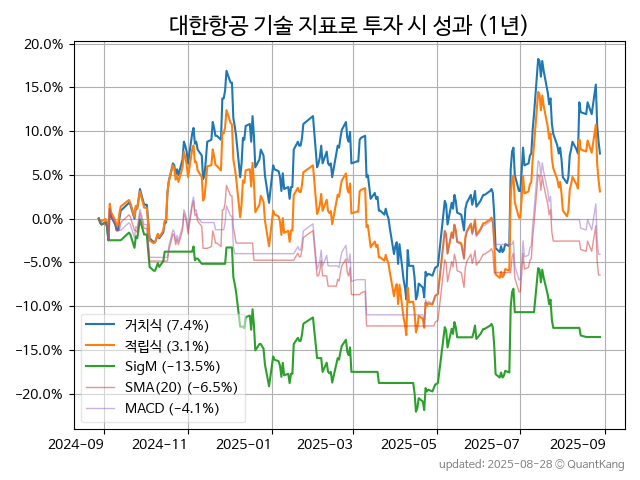 대한항공 기술 지표로 투자 시 성과 (1년)
20.0%
15.0%
10.0%
5.0%
0.0%
−5.0%
−10.0%
−15.0%
−20.0%
거치식 (7.4%)
적립식 (3.1%)
SigM (−13.5%)
SMA(20) (−6.5%)
MACD (−4.1%)
2024-09 2024-11 2025-01 2025-03 2025-05 2025-07 2025-09
updated: 2025-08-28 © QuantKang